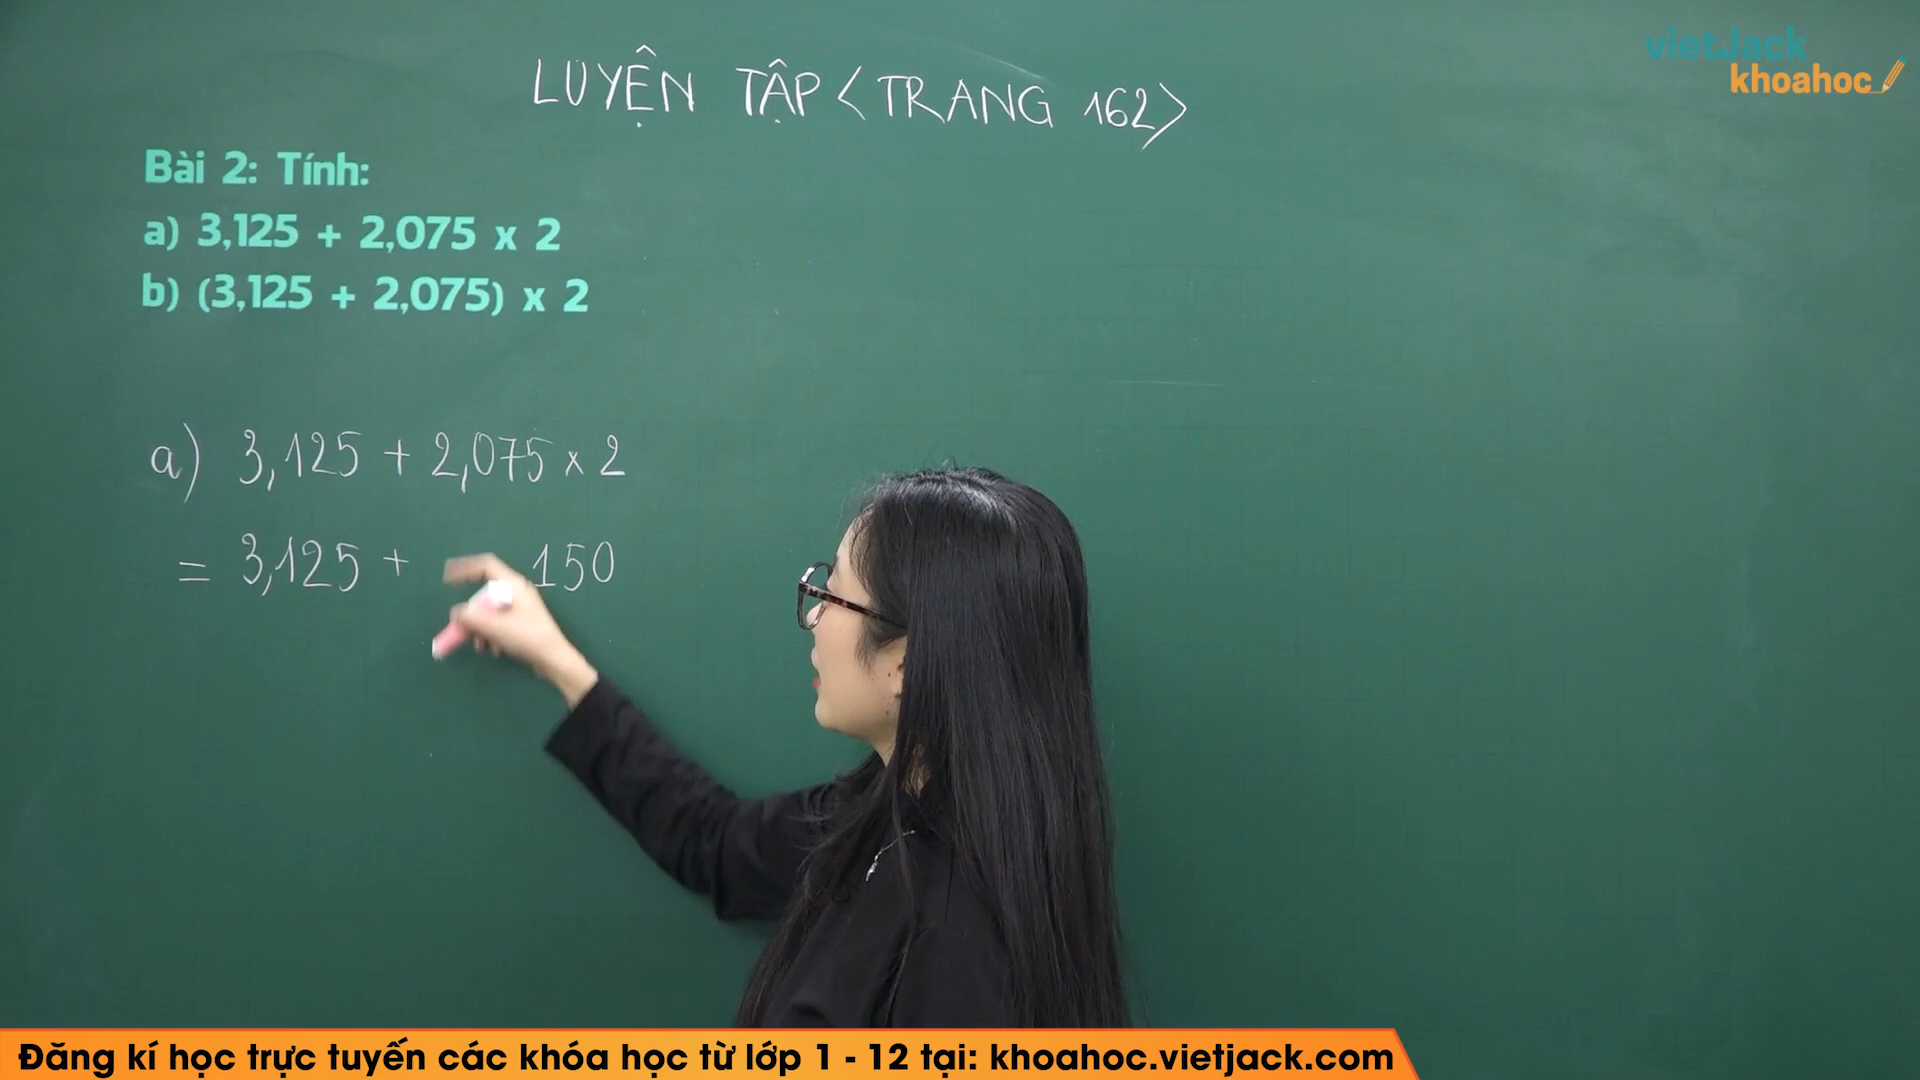 vietJack
khoahoc
LUYỆN TẬP <TRANG 162>
Bài 2: Tính:
a) 3,125 + 2,075 x 2
b) (3,125 + 2,075) x 2
a) 3,125 + 2,075 x 2
= 3,125 + 150
Đăng kí học trực tuyến các khóa học từ lớp 1 - 12 tại: khoahoc.vietjack.com